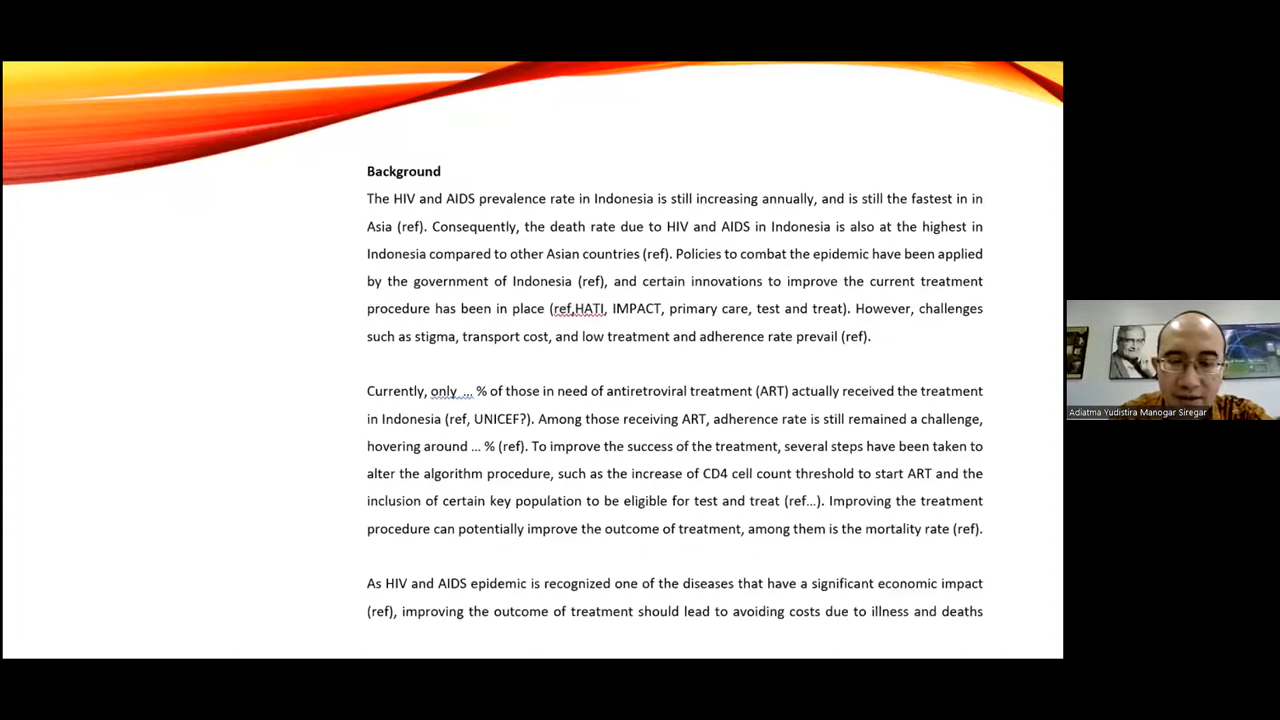 Background
The HIV and AIDS prevalence rate in Indonesia is still increasing annually, and is still the fastest in in
Asia (ref). Consequently, the death rate due to HIV and AIDS in Indonesia is also at the highest in
Indonesia compared to other Asian countries (ref). Policies to combat the epidemic have been applied
by the government of Indonesia (ref), and certain innovations to improve the current treatment
procedure has been in place (ref,HATI, IMPACT, primary care, test and treat). However, challenges
such as stigma, transport cost, and low treatment and adherence rate prevail (ref).
Currently, only ... % of those in need of antiretroviral treatment (ART) actually received the treatment
in Indonesia (ref, UNICEF?). Among those receiving ART, adherence rate is still remained a challenge,
hovering around ... % (ref). To improve the success of the treatment, several steps have been taken to
alter the algorithm procedure, such as the increase of CD4 cell count threshold to start ART and the
inclusion of certain key population to be eligible for test and treat (ref...). Improving the treatment
procedure can potentially improve the outcome of treatment, among them is the mortality rate (ref).
As HIV and AIDS epidemic is recognized one of the diseases that have a significant economic impact
(ref), improving the outcome of treatment should lead to avoiding costs due to illness and deaths
Adiatma Yudistira Manogar Siregar